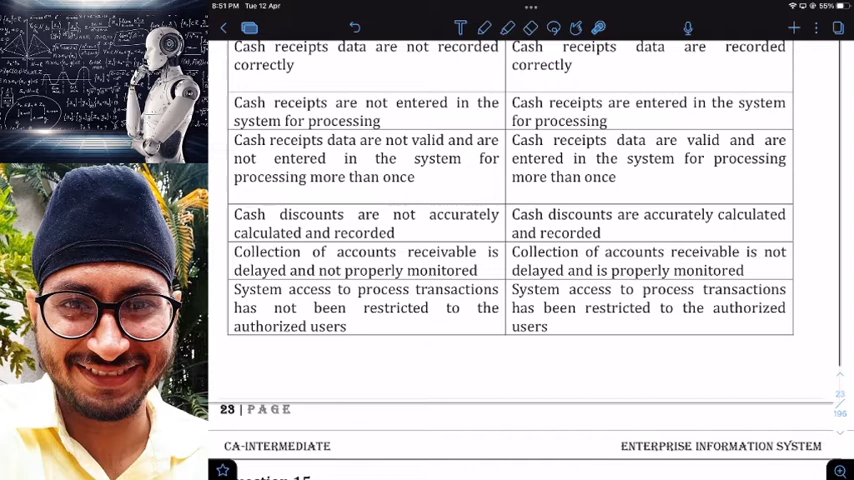 8:51 PM Tue 12 Apr
55%
Cash receipts data are not recorded
correctly
Cash receipts data are recorded
correctly
Cash receipts are not entered in the
system for processing
Cash receipts are entered in the system
for processing
Cash receipts data are not valid and are
not entered in the system for
processing more than once
Cash receipts data are valid and are
entered in the system for processing
more than once
Cash discounts are not accurately
calculated and recorded
Cash discounts are accurately calculated
and recorded
Collection of accounts receivable is
delayed and not properly monitored
Collection of accounts receivable is not
delayed and is properly monitored
System access to process transactions
has not been restricted to the
authorized users
System access to process transactions
has been restricted to the authorized
users
23 | PAGE
23
196
CA-INTERMEDIATE
ENTERPRISE INFORMATION SYSTEM